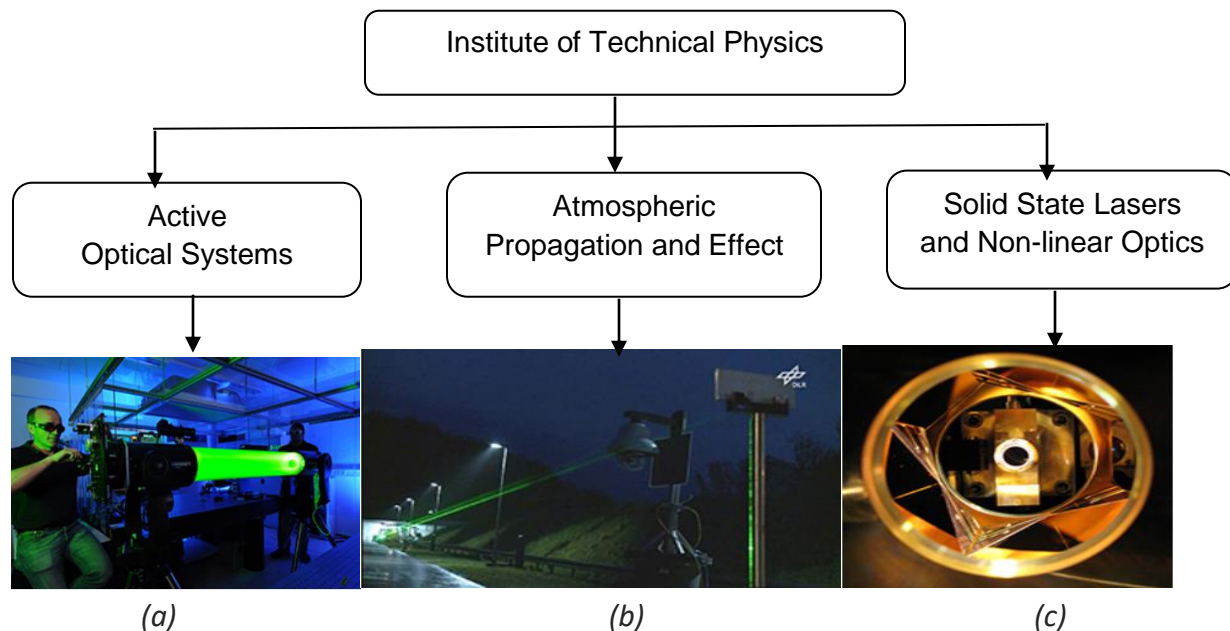 Institute of Technical Physics
Active
Optical Systems
Atmospheric
Propagation and Effect
Solid State Lasers
and Non-linear Optics
DLR
(a)
(b)
(c)